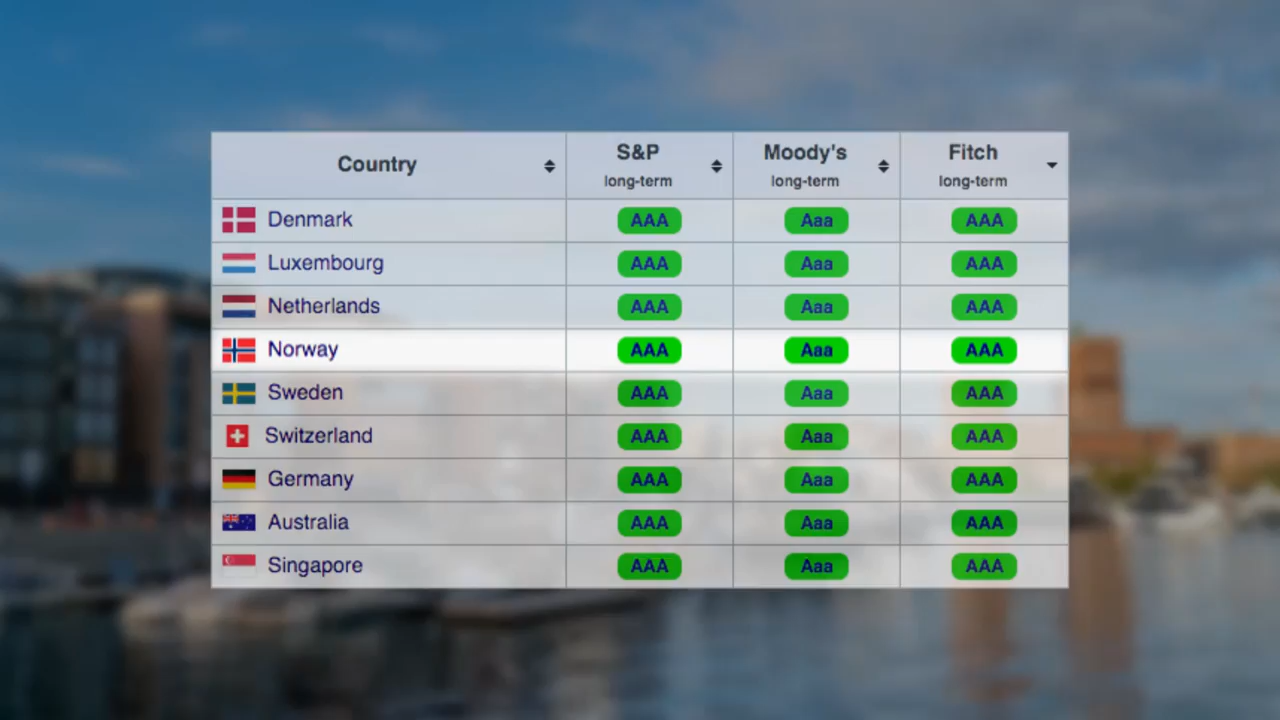 Country S&P Moody's Fitch
long-term long-term long-term
Denmark AAA Aaa AAA
Luxembourg AAA Aaa AAA
Netherlands AAA Aaa AAA
Norway AAA Aaa AAA
Sweden AAA Aaa AAA
Switzerland AAA Aaa AAA
Germany AAA Aaa AAA
Australia AAA Aaa AAA
Singapore AAA Aaa AAA